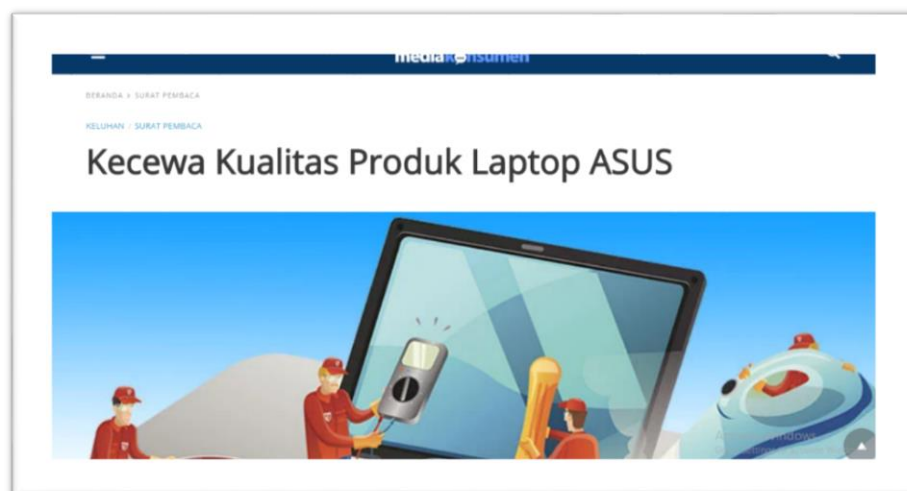 mediakonsumen
BERANDA > SURAT PEMBACA
KELUHAN / SURAT PEMBACA
Kecewa Kualitas Produk Laptop ASUS